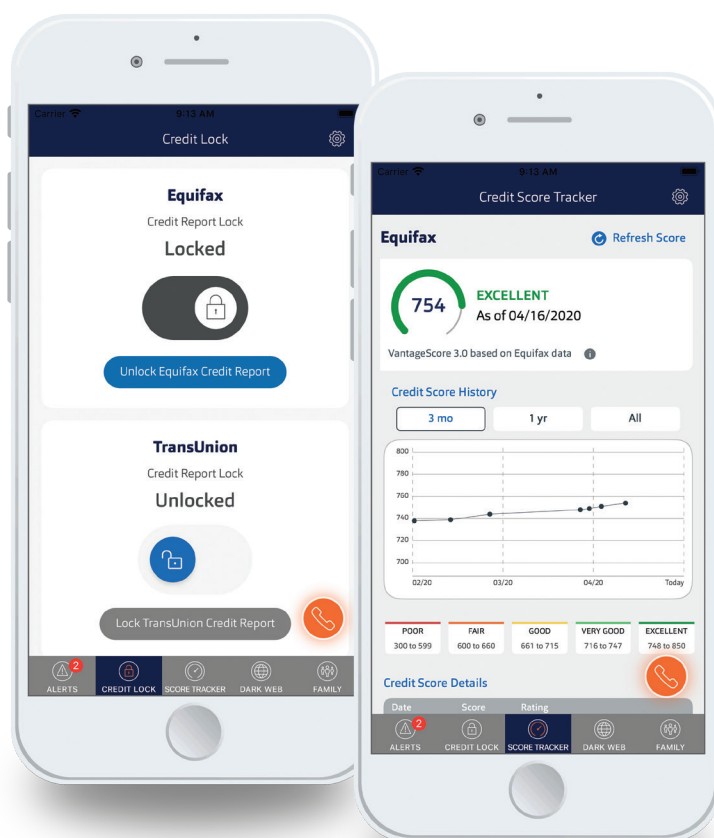 Carrier 9:13 AM
Credit Lock
Equifax
Credit Report Lock
Locked
Unlock Equifax Credit Report
TransUnion
Credit Report Lock
Unlocked
Lock TransUnion Credit Report
2
ALERTS CREDIT LOCK SCORE TRACKER DARK WEB FAMILY
Carrier 9:13 AM
Credit Score Tracker
Equifax Refresh Score
754
EXCELLENT
As of 04/16/2020
VantageScore 3.0 based on Equifax data
Credit Score History
3 mo 1 yr All
800
780
760
740
720
700
02/20 03/20 04/20 Today
POOR FAIR GOOD VERY GOOD EXCELLENT
300 to 599 600 to 660 661 to 715 716 to 747 748 to 850
Credit Score Details
Date Score Rating
2
ALERTS CREDIT LOCK SCORE TRACKER DARK WEB FAMILY